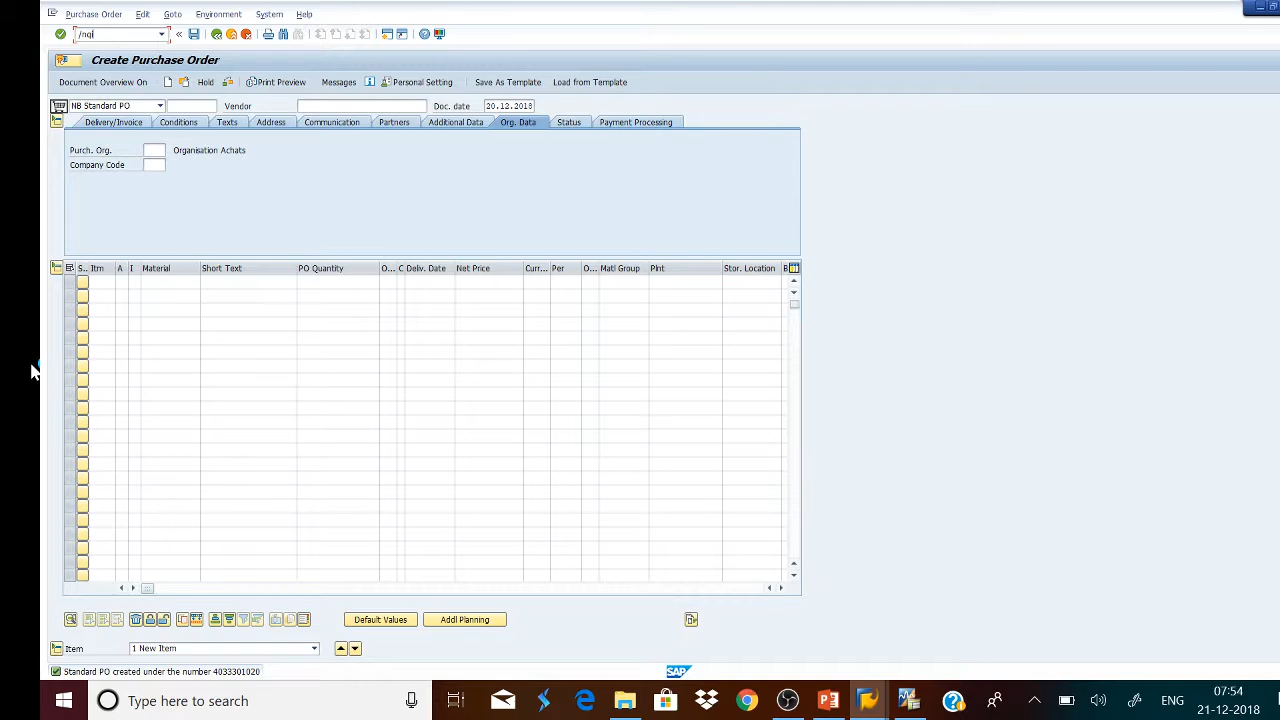 Purchase Order Edit Goto Environment System Help
/nqi
Create Purchase Order
Document Overview On Hold Print Preview Messages Personal Setting Save As Template Load from Template
NB Standard PO Vendor Doc. date 20.12.2018
Delivery/Invoice Conditions Texts Address Communication Partners Additional Data Org. Data Status Payment Processing
Purch. Org. Organisation Achats
Company Code
S.. Itm A I Material Short Text PO Quantity O... C Deliv. Date Net Price Curr... Per O... Matl Group Plnt Stor. Location B
Default Values Addl Planning
Item 1 New Item
Standard PO created under the number 4033301020 SAP
Type here to search ENG 07:54
21-12-2018